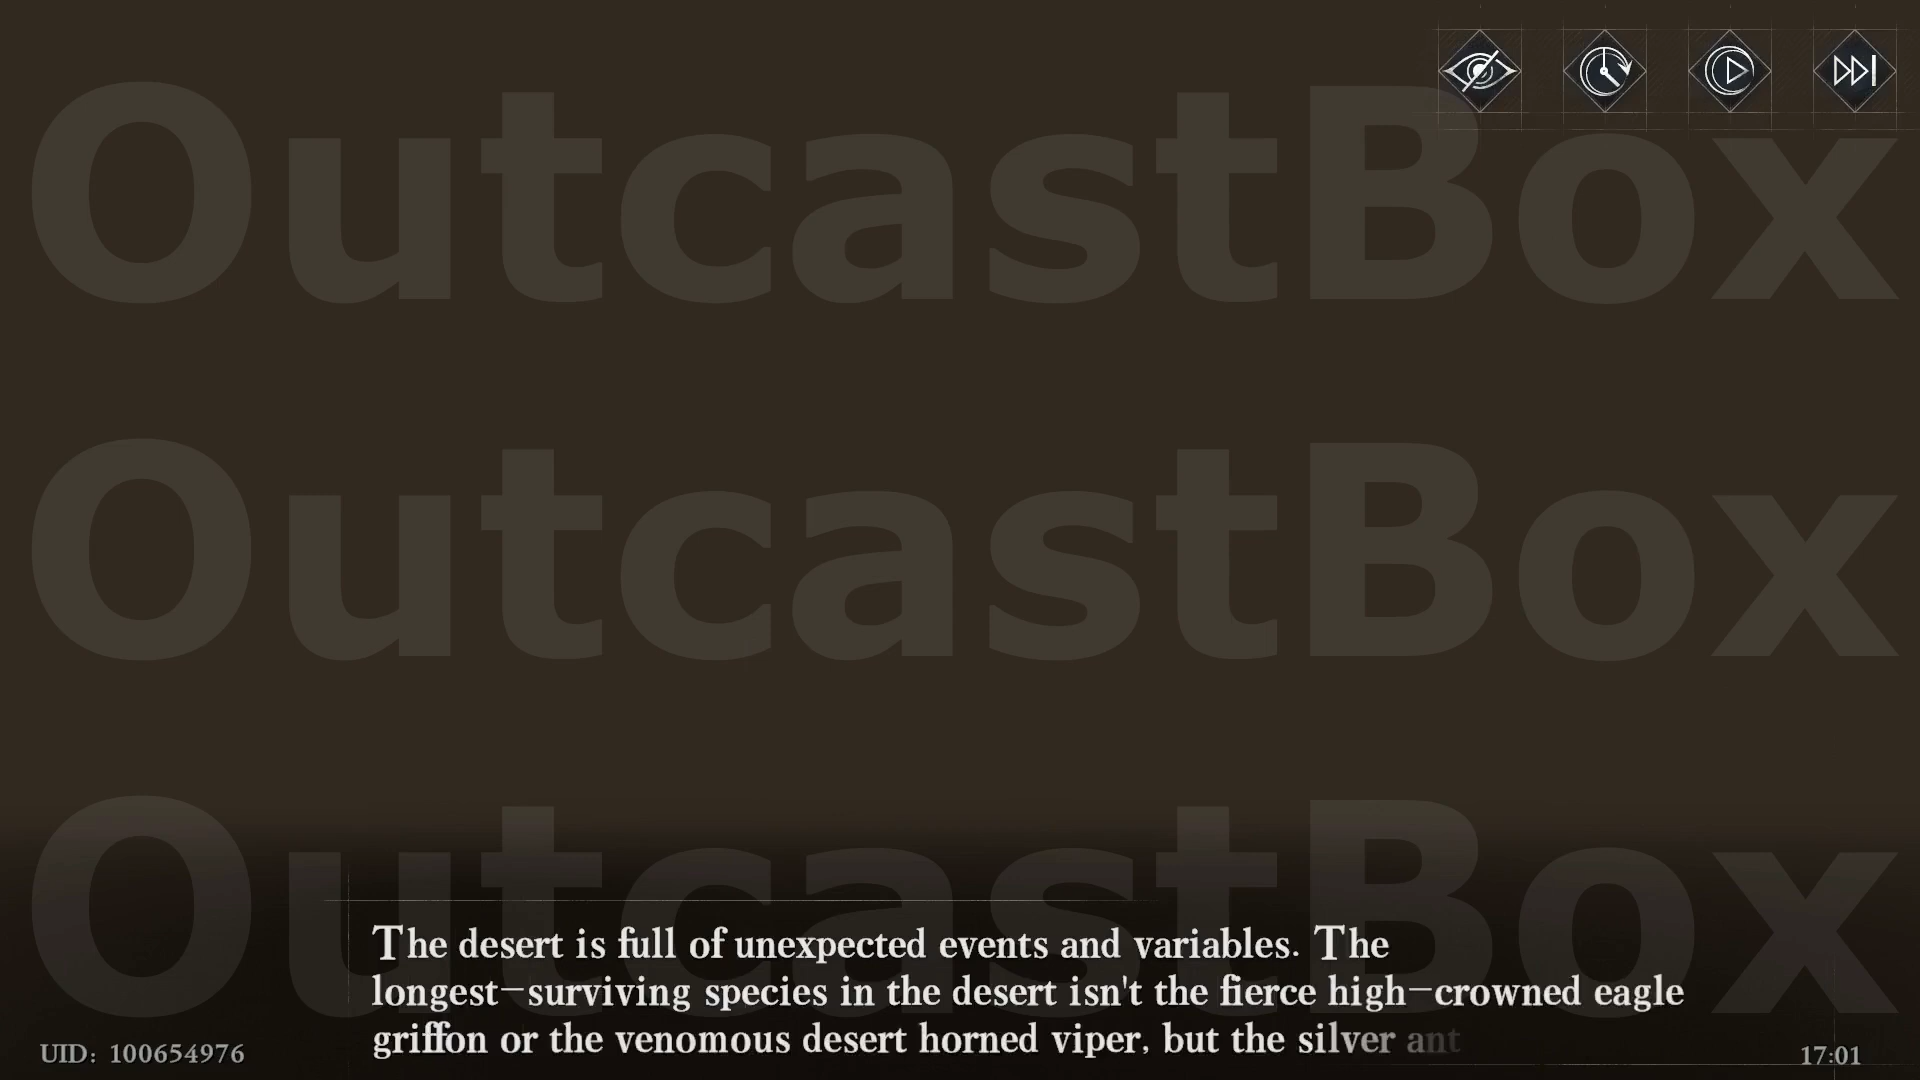 OutcastBox
OutcastBox
OutcastBox
The desert is full of unexpected events and variables. The
longest-surviving species in the desert isn't the fierce high-crowned eagle
griffon or the venomous desert horned viper, but the silver ant
UID: 100654976
17:01